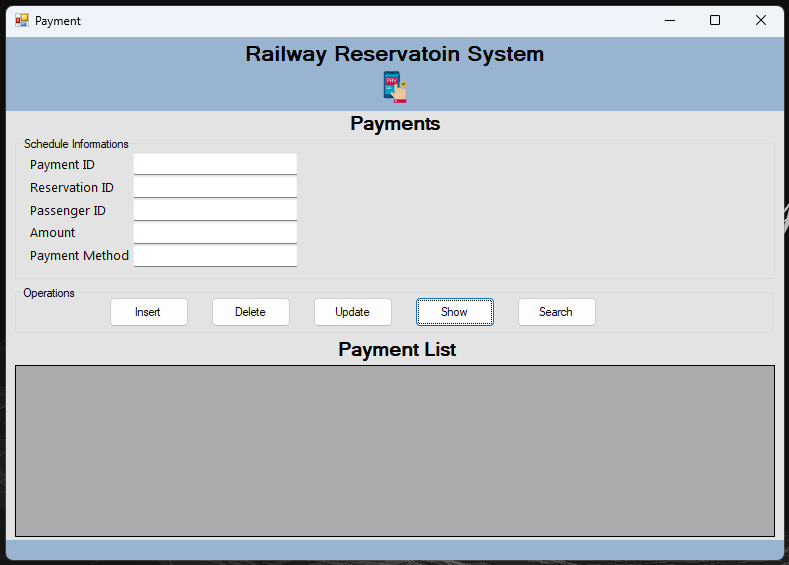 Payment
Railway Reservatoin System
PAY
Payments
Schedule Informations
Payment ID
Reservation ID
Passenger ID
Amount
Payment Method
Operations
Insert Delete Update Show Search
Payment List